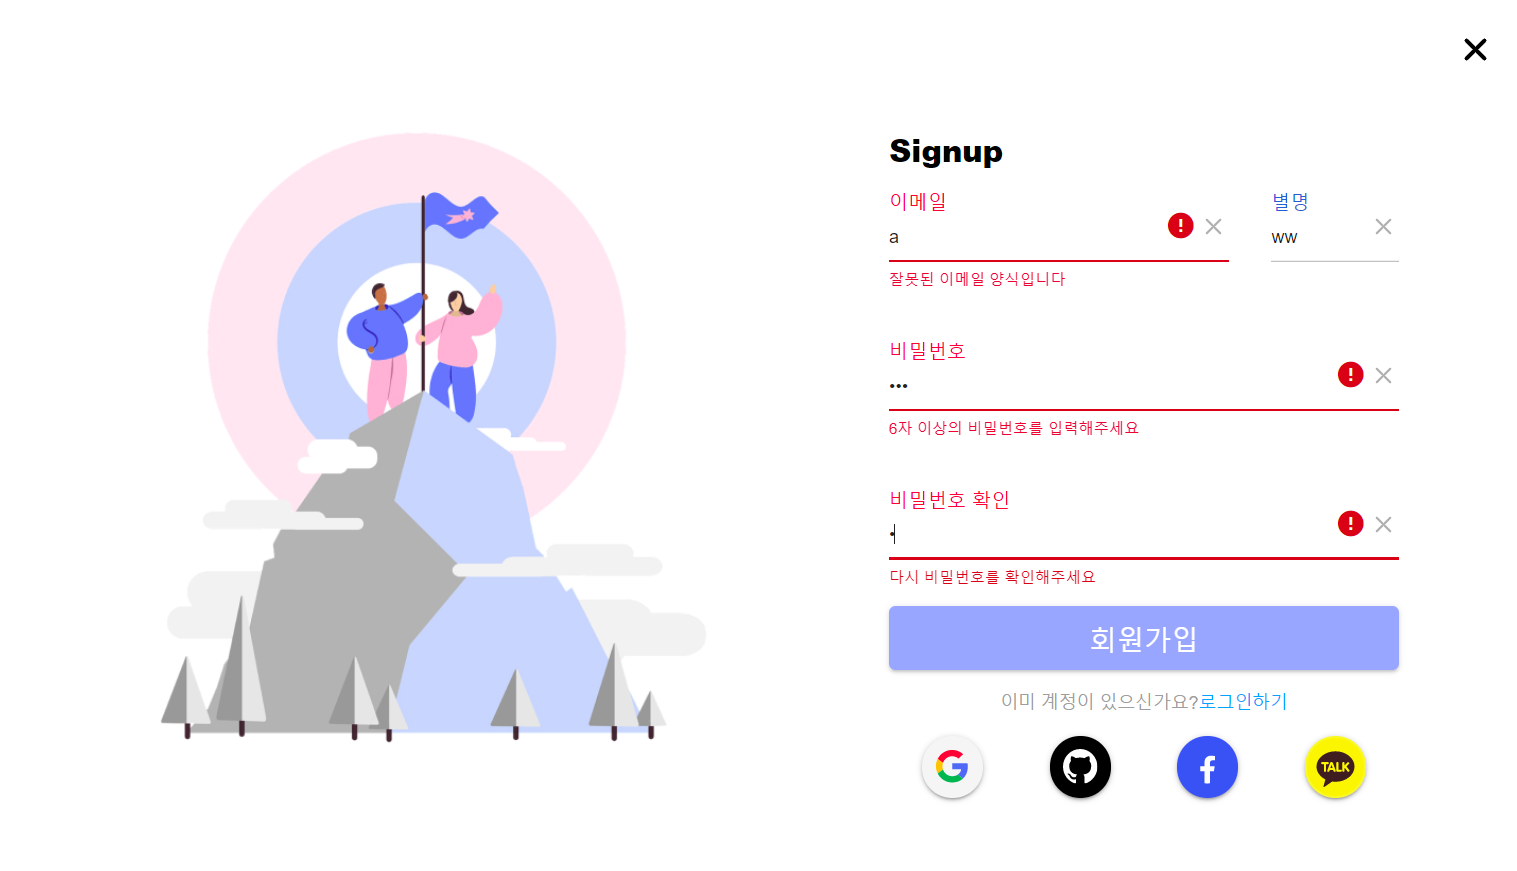 Signup
이메일
별명
a
ww
잘못된 이메일 양식입니다
비밀번호
•••
6자 이상의 비밀번호를 입력해주세요
비밀번호 확인
•
다시 비밀번호를 확인해주세요
회원가입
이미 계정이 있으신가요?로그인하기
TALK